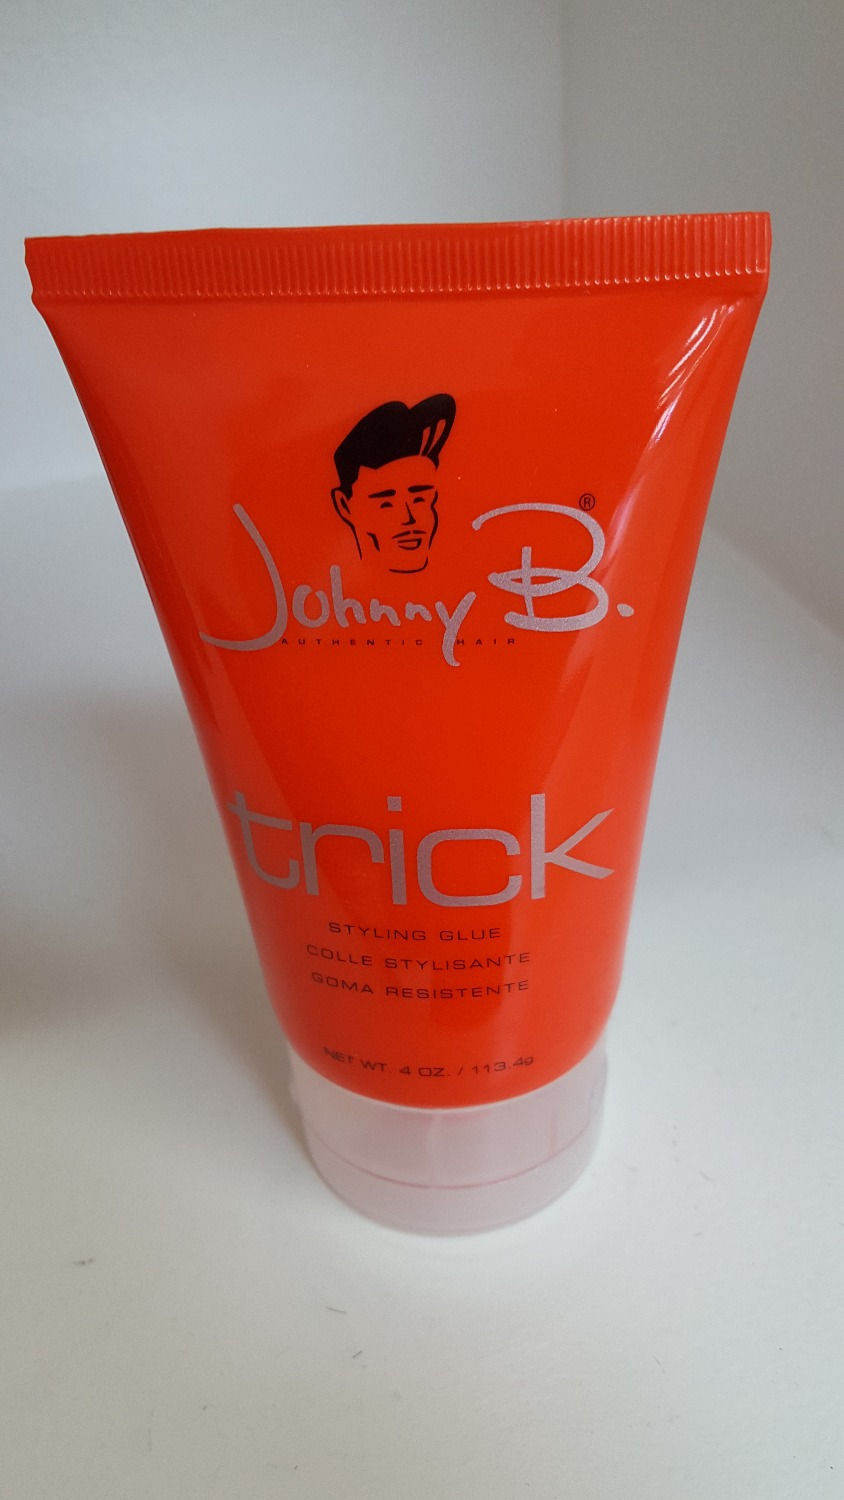 Johnny B.®
AUTHENTIC HAIR
trick
STYLING GLUE
COLLE STYLISANTE
GOMA RESISTENTE
NET WT. 4 OZ. / 113.4g